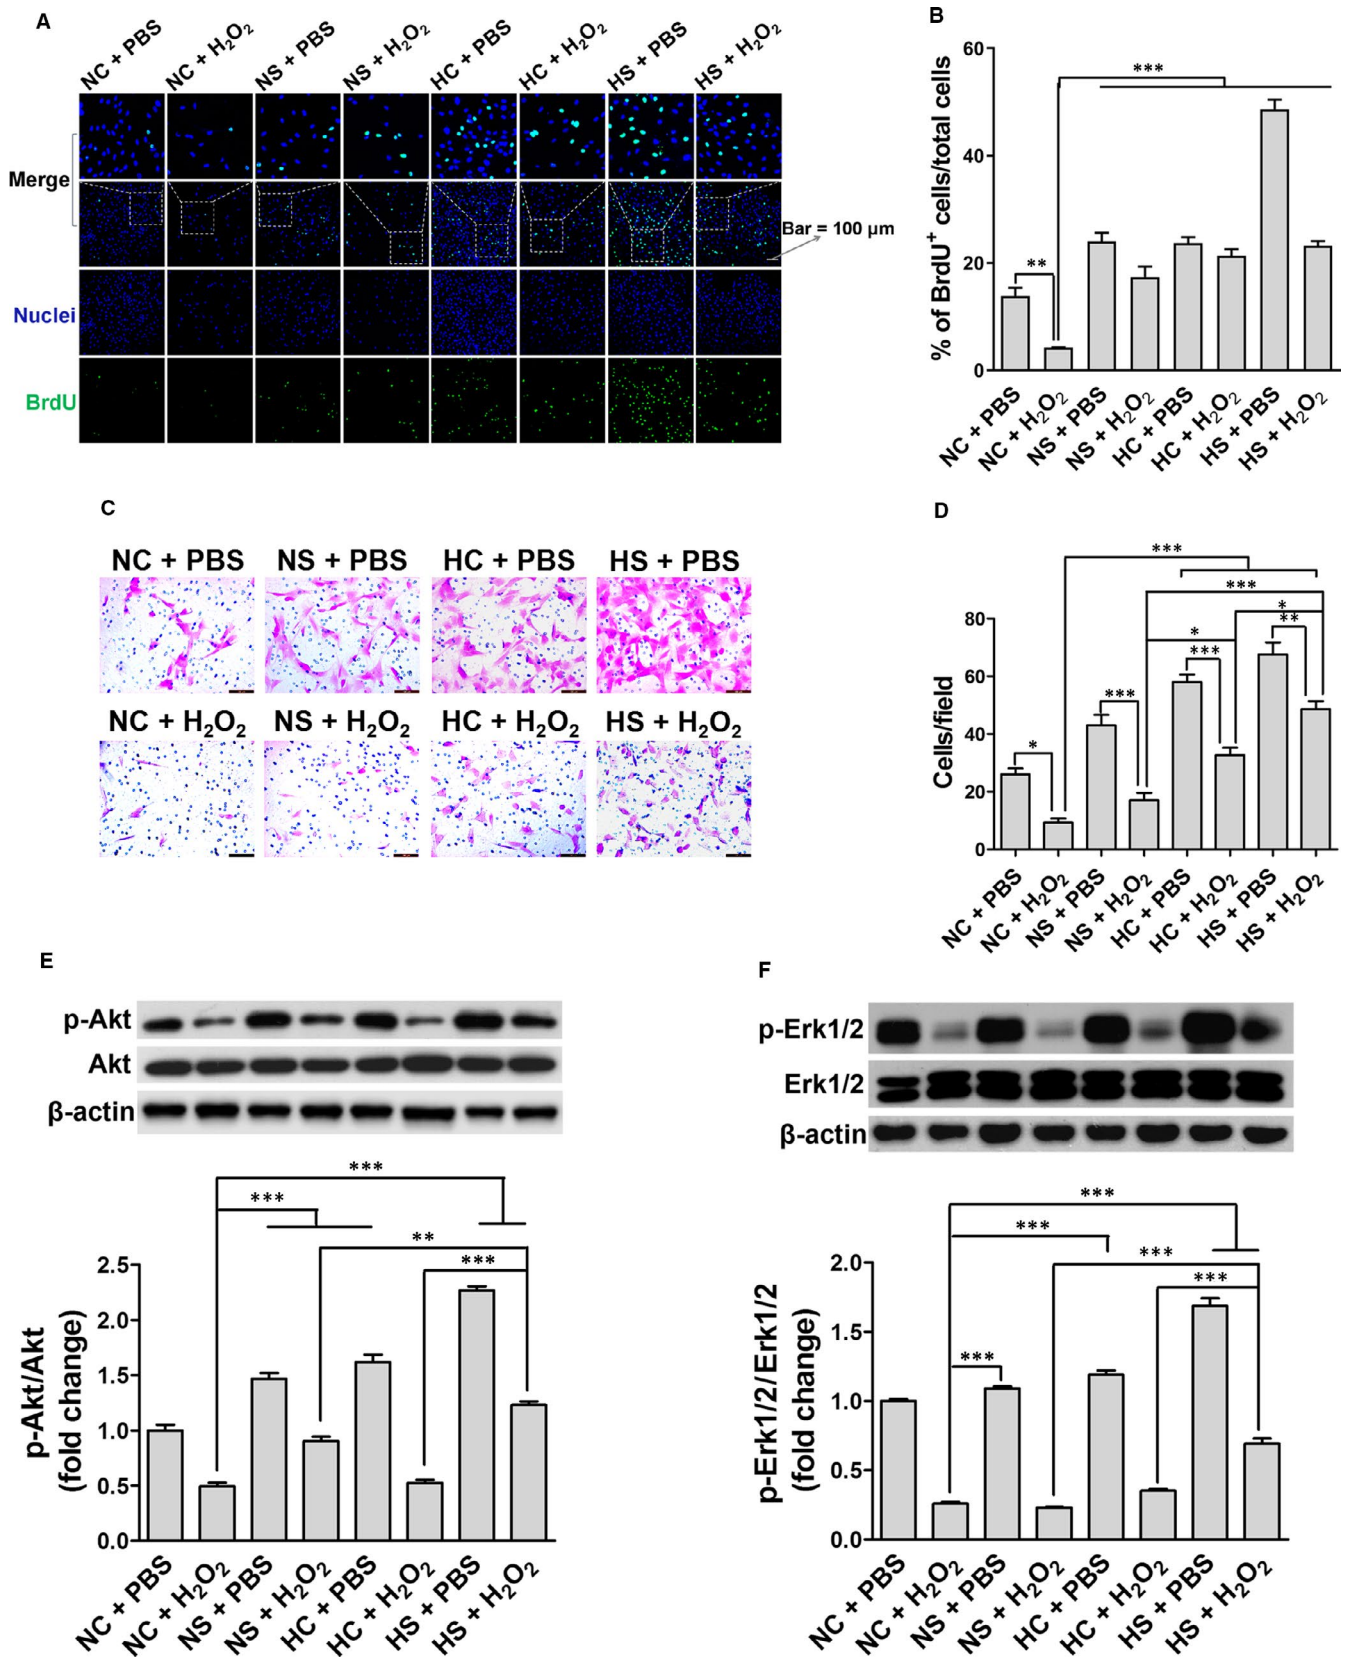 A
NC + PBS
NC + H₂O₂
NS + PBS
NS + H₂O₂
HC + PBS
HC + H₂O₂
HS + PBS
HS + H₂O₂
Merge
Bar = 100 μm
Nuclei
BrdU
B
% of BrdU⁺ cells/total cells
60
40
20
0
***
**
NC + PBS
NC + H₂O₂
NS + PBS
NS + H₂O₂
HC + PBS
HC + H₂O₂
HS + PBS
HS + H₂O₂
C
NC + PBS
NS + PBS
HC + PBS
HS + PBS
NC + H₂O₂
NS + H₂O₂
HC + H₂O₂
HS + H₂O₂
D
Cells/field
80
60
40
20
0
***
***
*
**
*
***
***
*
NC + PBS
NC + H₂O₂
NS + PBS
NS + H₂O₂
HC + PBS
HC + H₂O₂
HS + PBS
HS + H₂O₂
E
p-Akt
Akt
β-actin
***
***
**
***
p-Akt/Akt
(fold change)
2.5
2.0
1.5
1.0
0.5
0.0
NC + PBS
NC + H₂O₂
NS + PBS
NS + H₂O₂
HC + PBS
HC + H₂O₂
HS + PBS
HS + H₂O₂
F
p-Erk1/2
Erk1/2
β-actin
***
***
***
***
***
p-Erk1/2/Erk1/2
(fold change)
2.0
1.5
1.0
0.5
0.0
NC + PBS
NC + H₂O₂
NS + PBS
NS + H₂O₂
HC + PBS
HC + H₂O₂
HS + PBS
HS + H₂O₂